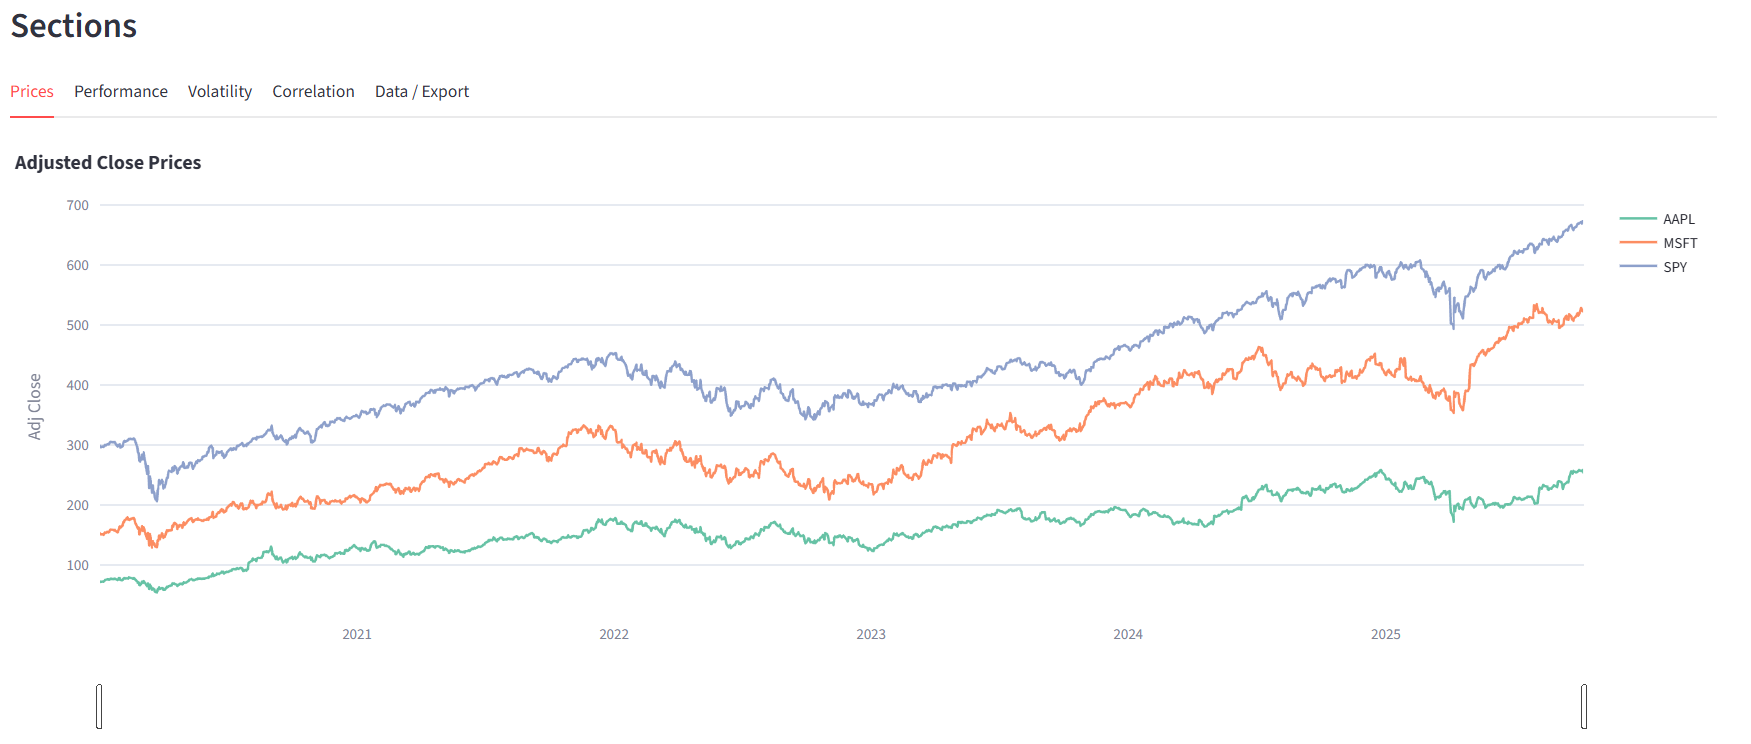 Sections
Prices Performance Volatility Correlation Data / Export
Adjusted Close Prices
700
600
500
400
300
200
100
Adj Close
2021 2022 2023 2024 2025
AAPL
MSFT
SPY